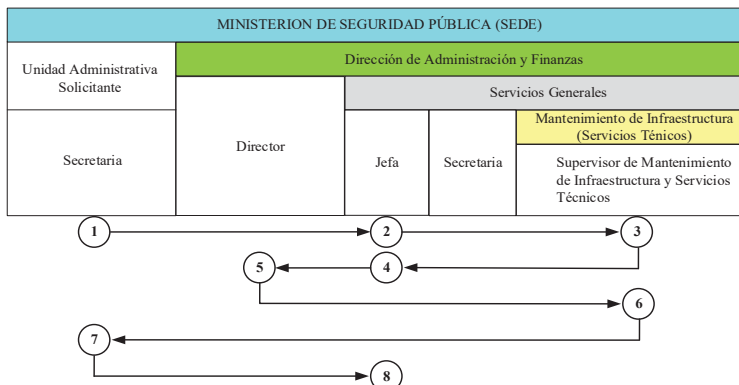 MINISTERION DE SEGURIDAD PÚBLICA (SEDE)
Unidad Administrativa
Solicitante
Dirección de Administración y Finanzas
Servicios Generales
Mantenimiento de Infraestructura
(Servicios Ténicos)
Secretaria
Director
Jefa
Secretaria
Supervisor de Mantenimiento
de Infraestructura y Servicios
Técnicos
1
2
3
5
4
6
7
8